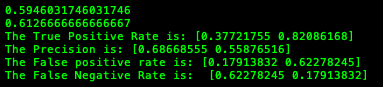 0.5946031746031746
0.6126666666666667
The True Positive Rate is: [0.37721755 0.82086168]
The Precision is: [0.68668555 0.55876516]
The False positive rate is: [0.17913832 0.62278245]
The False Negative Rate is:  [0.62278245 0.17913832]